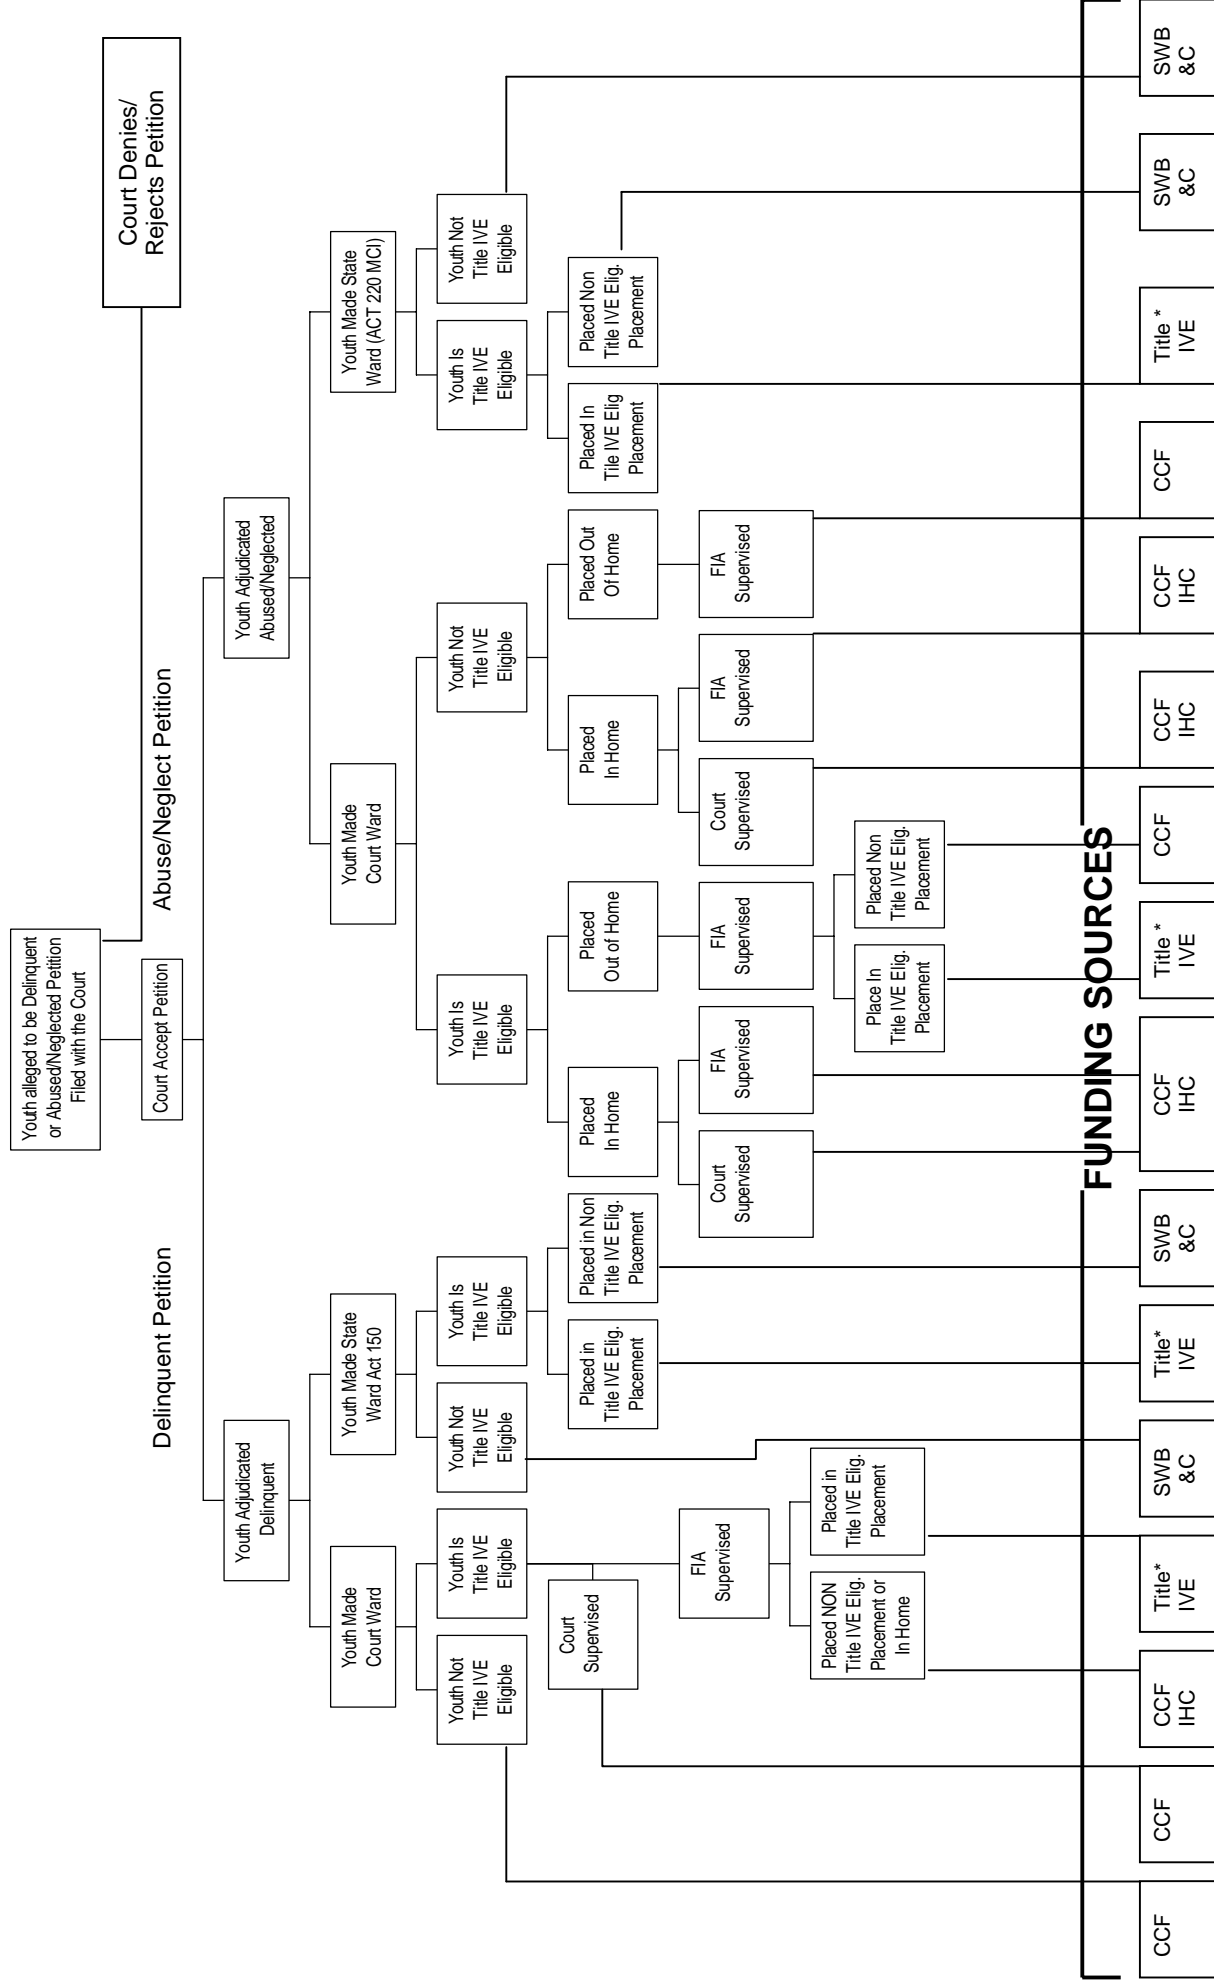 Youth alleged to be Delinquent
or Abused/Neglected Petition
Filed with the Court
Court Denies/
Rejects Petition
Court Accept Petition
Delinquent Petition
Abuse/Neglect Petition
Youth Adjudicated
Delinquent
Youth Adjudicated
Abused/Neglected
Youth Made
Court Ward
Youth Made State
Ward Act 150
Youth Made
Court Ward
Youth Made State
Ward (ACT 220 MCI)
Youth Not
Title IVE
Eligible
Youth Is
Title IVE
Eligible
Youth Not
Title IVE
Eligible
Youth Is
Title IVE
Eligible
Youth Is
Title IVE
Eligible
Youth Not
Title IVE
Eligible
Youth Is
Title IVE
Eligible
Youth Not
Title IVE
Eligible
Court
Supervised
Placed in
Title IVE Elig.
Placement
Placed in Non
Title IVE Elig.
Placement
Placed
In Home
Placed
Out of Home
Placed
In Home
Placed Out
Of Home
Placed In
Tile IVE Elig
Placement
Placed Non
Title IVE Elig.
Placement
FIA
Supervised
Court
Supervised
FIA
Supervised
FIA
Supervised
Court
Supervised
FIA
Supervised
FIA
Supervised
Placed NON
Title IVE Elig.
Placement or
In Home
Placed in
Title IVE Elig.
Placement
Place In
Title IVE Elig.
Placement
Placed Non
Title IVE Elig.
Placement
FUNDING SOURCES
CCF
CCF
CCF
IHC
Title*
IVE
SWB
&C
Title*
IVE
SWB
&C
CCF
IHC
Title *
IVE
CCF
CCF
IHC
CCF
IHC
CCF
Title *
IVE
SWB
&C
SWB
&C